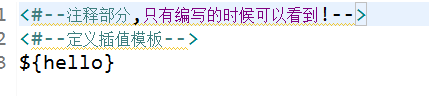 1 <#--注释部分,只有编写的时候可以看到!-->
2 <#--定义插值模板-->
3 ${hello}